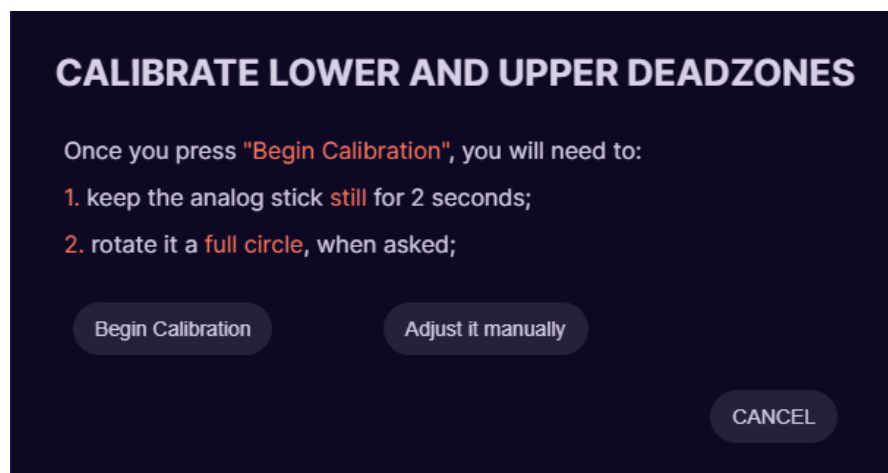 CALIBRATE LOWER AND UPPER DEADZONES
Once you press "Begin Calibration", you will need to:
1. keep the analog stick still for 2 seconds;
2. rotate it a full circle, when asked;
Begin Calibration
Adjust it manually
CANCEL